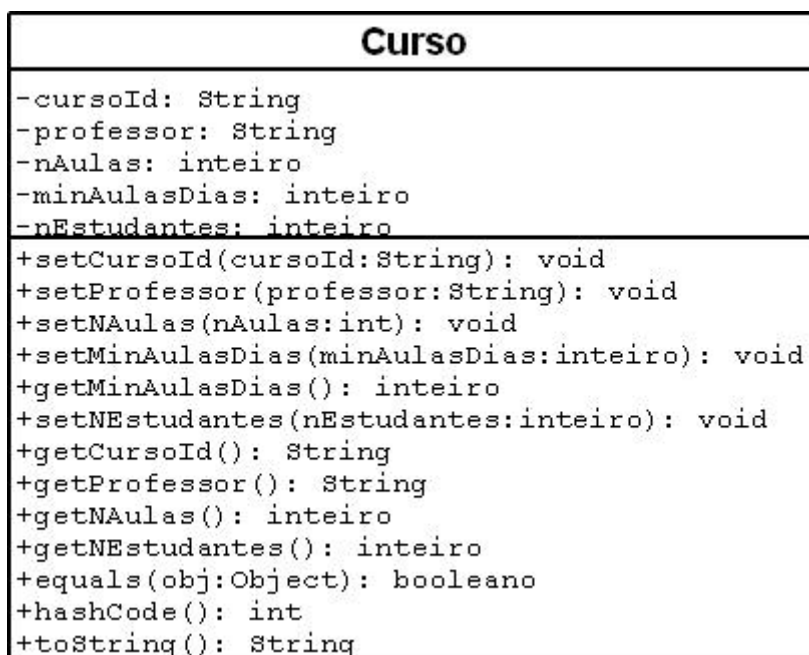 Curso
-cursoId: String
-professor: String
-nAulas: inteiro
-minAulasDias: inteiro
-nEstudantes: inteiro
+setCursoId(cursoId:String): void
+setProfessor(professor:String): void
+setNAulas(nAulas:int): void
+setMinAulasDias(minAulasDias:inteiro): void
+getMinAulasDias(): inteiro
+setNEstudantes(nEstudantes:inteiro): void
+getCursoId(): String
+getProfessor(): String
+getNAulas(): inteiro
+getNEstudantes(): inteiro
+equals(obj:Object): booleano
+hashCode(): int
+toString(): String